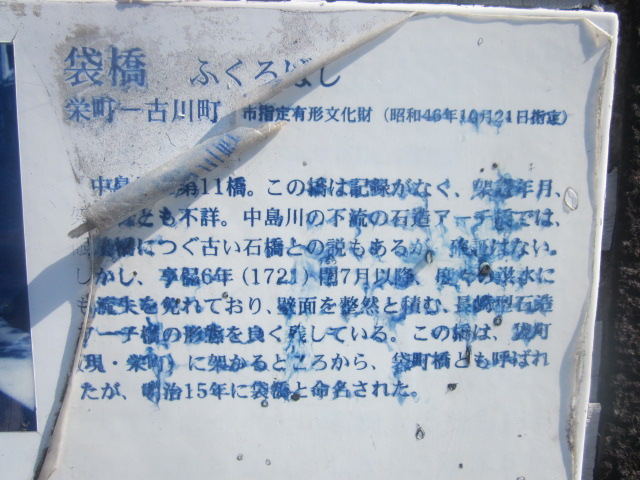 袋橋 ふくろばし
栄町－古川町 市指定有形文化財（昭和46年10月21日指定）
中島 第11橋。この橋は記録がなく、架設年月、
とも不詳。中島川の下流の石造アーチ橋では、
につぐ古い石橋との説もあるが、確証はない。
しかし、享保6年（1721）閏7月以降、度々の洪水に
も流失を免れており、壁面を整然と積む、長崎型石造
アーチ橋の形態を良く残している。この橋は、袋町
（現・栄町）に架かるところから、袋町橋とも呼ばれ
たが、明治15年に袋橋と命名された。